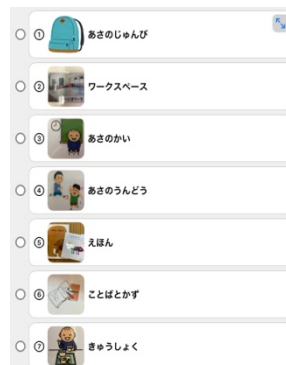 ① あさのじゅんび
② ワークスペース
③ あさのかい
④ あさのうんどう
⑤ えほん
⑥ ことばとかず
⑦ きゅうしょく